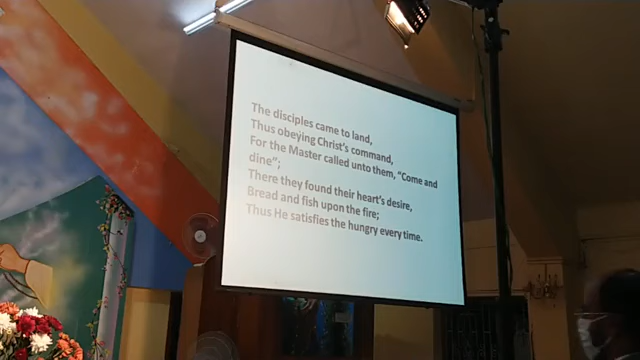 The disciples came to land,
Thus obeying Christ's command,
For the Master called unto them, "Come and
dine";
There they found their heart's desire,
Bread and fish upon the fire;
Thus He satisfies the hungry every time.